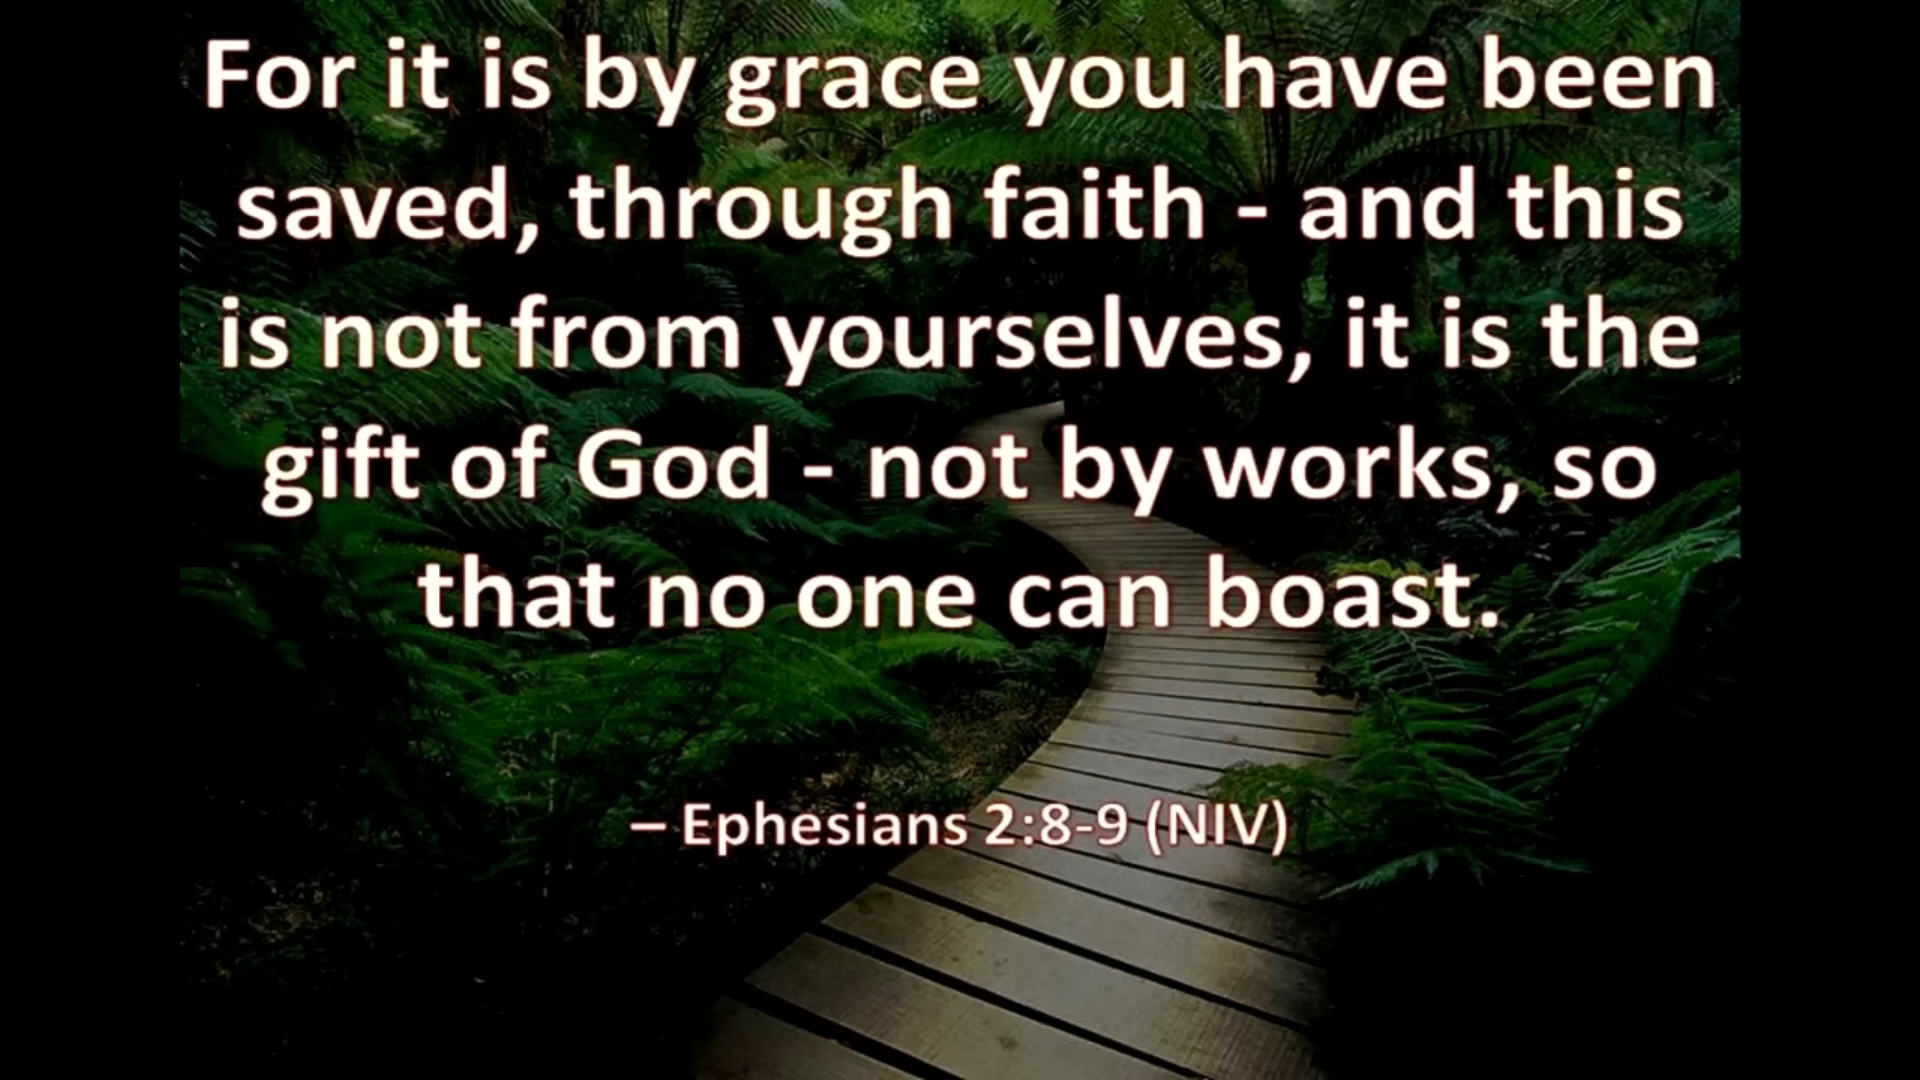 For it is by grace you have been
saved, through faith - and this
is not from yourselves, it is the
gift of God - not by works, so
that no one can boast.
– Ephesians 2:8-9 (NIV)